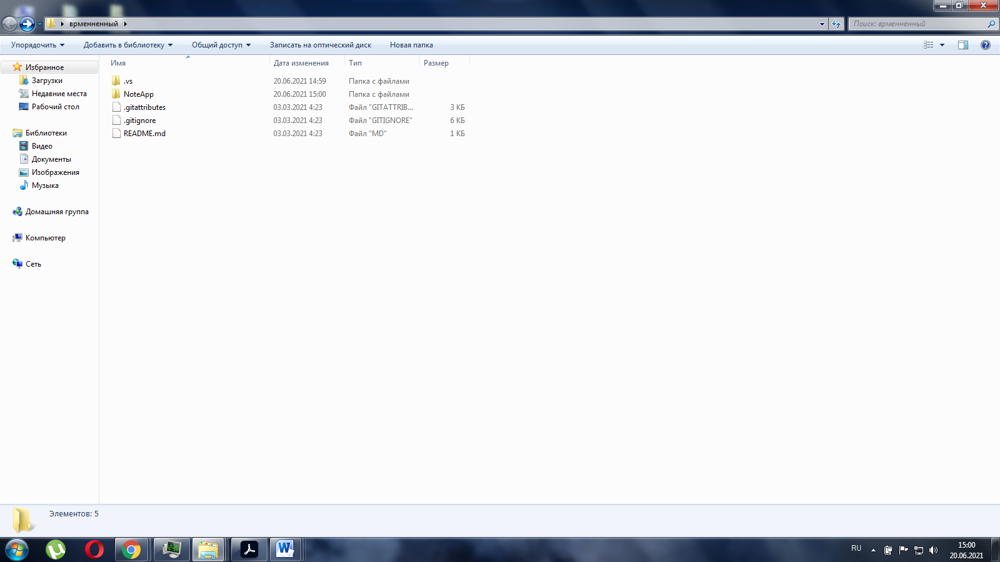 врмененный
Поиск: врмененный
Упорядочить
Добавить в библиотеку
Общий доступ
Записать на оптический диск
Новая папка
Имя
Дата изменения
Тип
Размер
Избранное
Загрузки
Недавние места
Рабочий стол
Библиотеки
Видео
Документы
Изображения
Музыка
Домашняя группа
Компьютер
Сеть
.vs 20.06.2021 14:59 Папка с файлами
NoteApp 20.06.2021 15:00 Папка с файлами
.gitattributes 03.03.2021 4:23 Файл "GITATTRIB... 3 КБ
.gitignore 03.03.2021 4:23 Файл "GITIGNORE" 6 КБ
README.md 03.03.2021 4:23 Файл "MD" 1 КБ
Элементов: 5
RU
15:00
20.06.2021